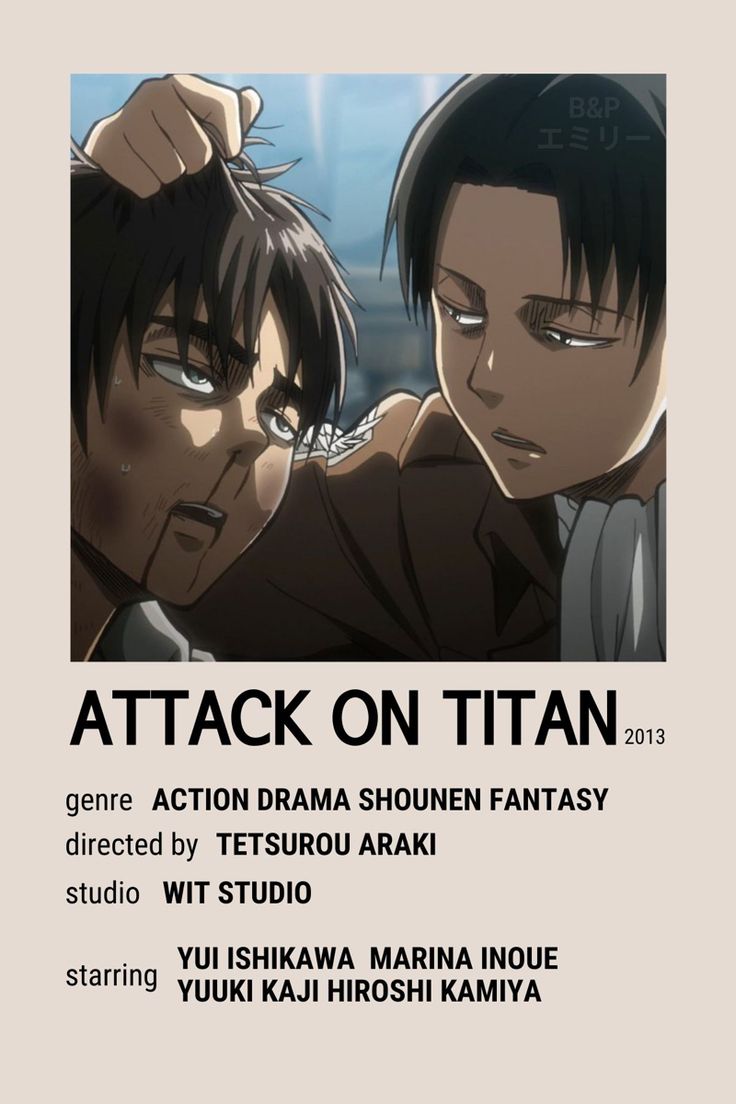 B&P
エミリー
ATTACK ON TITAN 2013
genre ACTION DRAMA SHOUNEN FANTASY
directed by TETSUROU ARAKI
studio WIT STUDIO
starring YUI ISHIKAWA MARINA INOUE
YUUKI KAJI HIROSHI KAMIYA